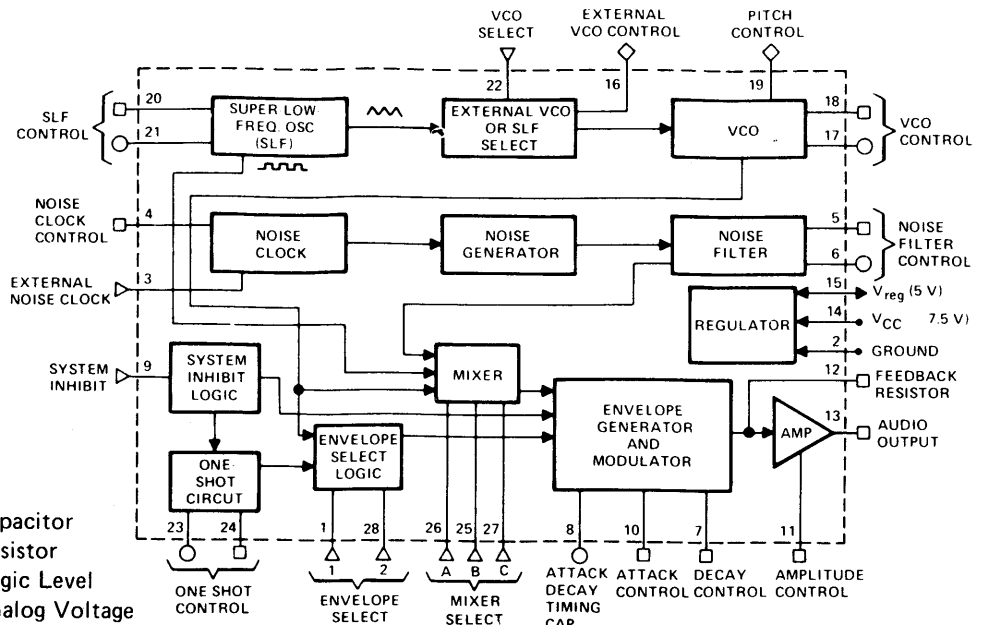 VCO
SELECT
EXTERNAL
VCO CONTROL
PITCH
CONTROL
22
16
19
SLF
CONTROL
20
21
SUPER LOW-
FREQ. OSC
(SLF)
EXTERNAL VCO
OR SLF
SELECT
VCO
18
17
VCO
CONTROL
NOISE
CLOCK
CONTROL
4
NOISE
CLOCK
NOISE
GENERATOR
NOISE
FILTER
5
6
NOISE
FILTER
CONTROL
EXTERNAL
NOISE CLOCK
3
REGULATOR
15
Vreg (5 V)
14
VCC 7.5 V)
2
GROUND
SYSTEM
INHIBIT
9
SYSTEM
INHIBIT
LOGIC
MIXER
12
FEEDBACK
RESISTOR
ENVELOPE
GENERATOR
AND
MODULATOR
AMP
13
AUDIO
OUTPUT
ONE-
SHOT
CIRCUT
ENVELOPE
SELECT
LOGIC
23
24
1
28
26
25
27
8
10
7
11
1
2
A
B
C
ONE SHOT
CONTROL
ENVELOPE
SELECT
MIXER
SELECT
ATTACK
DECAY
TIMING
CAP
ATTACK
CONTROL
DECAY
CONTROL
AMPLITUDE
CONTROL
pacitor
sistor
gic Level
alog Voltage